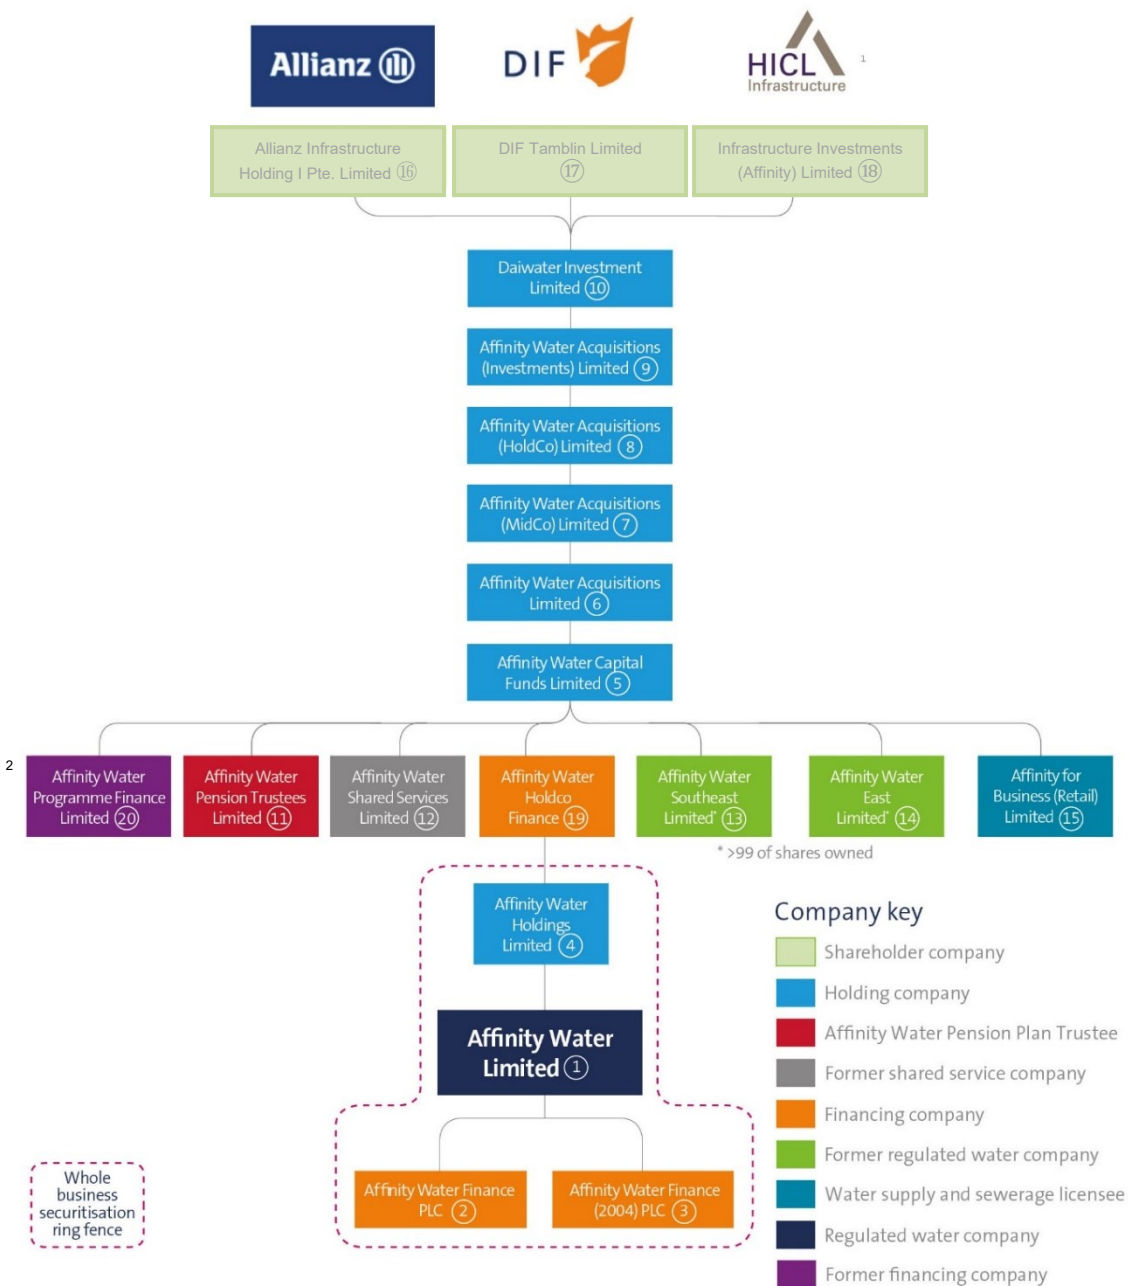 Allianz
DIF
HICL
Infrastructure
1
Allianz Infrastructure
Holding I Pte. Limited ⑯
DIF Tamblin Limited
⑰
Infrastructure Investments
(Affinity) Limited ⑱
Daiwater Investment
Limited ⑩
Affinity Water Acquisitions
(Investments) Limited ⑨
Affinity Water Acquisitions
(HoldCo) Limited ⑧
Affinity Water Acquisitions
(MidCo) Limited ⑦
Affinity Water Acquisitions
Limited ⑥
Affinity Water Capital
Funds Limited ⑤
2
Affinity Water
Programme Finance
Limited ⑳
Affinity Water
Pension Trustees
Limited ⑪
Affinity Water
Shared Services
Limited ⑫
Affinity Water
Holdco
Finance ⑲
Affinity Water
Southeast
Limited* ⑬
Affinity Water
East
Limited* ⑭
Affinity for
Business (Retail)
Limited ⑮
* >99 of shares owned
Affinity Water
Holdings
Limited ④
Affinity Water
Limited ①
Affinity Water Finance
PLC ②
Affinity Water Finance
(2004) PLC ③
Whole
business
securitisation
ring fence
Company key
Shareholder company
Holding company
Affinity Water Pension Plan Trustee
Former shared service company
Financing company
Former regulated water company
Water supply and sewerage licensee
Regulated water company
Former financing company